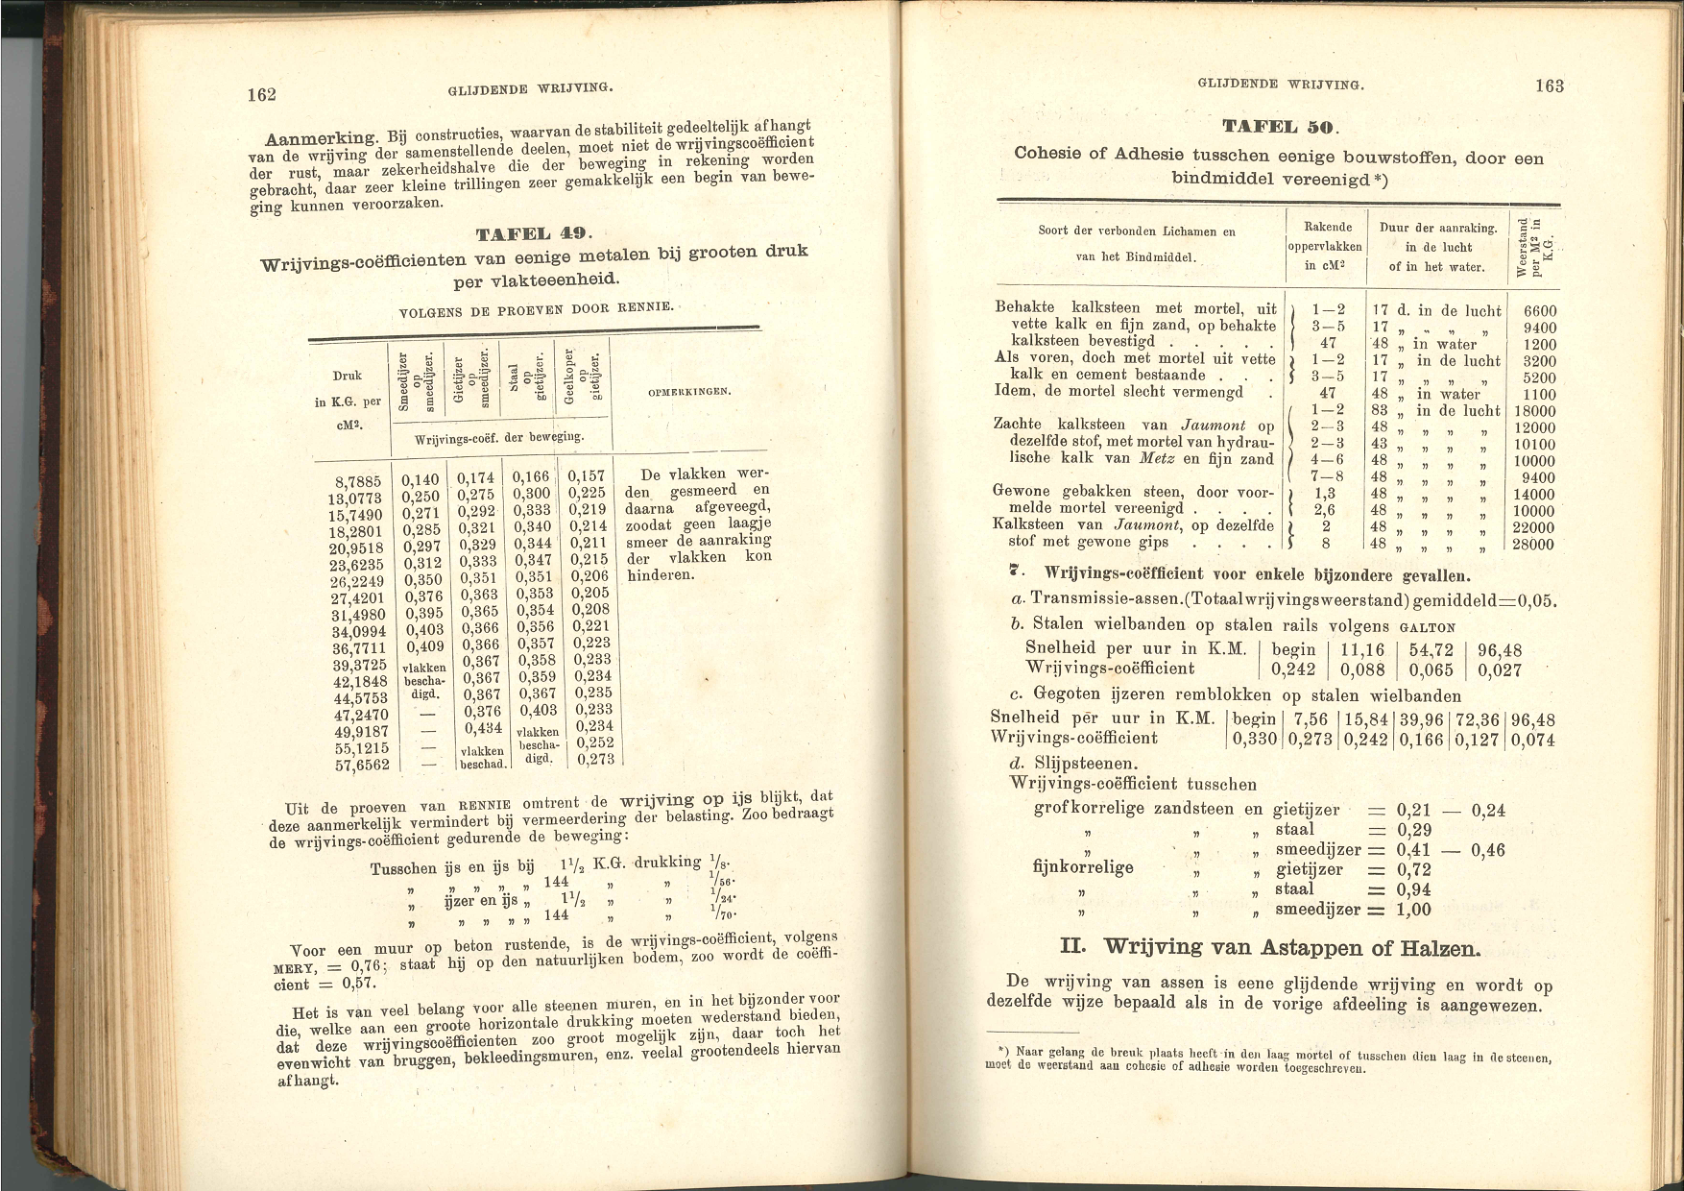 162
GLIJDENDE WRIJVING.
Aanmerking. Bij constructies, waarvan de stabiliteit gedeeltelijk afhangt
van de wrijving der samenstellende deelen, moet niet de wrijvingscoëfficient
der rust, maar zekerheidshalve die der beweging in rekening worden
gebracht, daar zeer kleine trillingen zeer gemakkelijk een begin van bewe-
ging kunnen veroorzaken.
TAFEL 49.
Wrijvings-coëfficienten van eenige metalen bij grooten druk
per vlakteeenheid.
VOLGENS DE PROEVEN DOOR RENNIE.
Druk in K.G. per cM². | Smeedijzer op smeedijzer. | Gietijzer op smeedijzer. | Staal op gietijzer. | Geelkoper op gietijzer. | OPMERKINGEN.
Wrijvings-coëf. der beweging.
8,7885 0,140 0,174 0,166 0,157 De vlakken wer-
13,0773 0,250 0,275 0,300 0,225 den gesmeerd en
15,7490 0,271 0,292 0,333 0,219 daarna afgeveegd,
18,2801 0,285 0,321 0,340 0,214 zoodat geen laagje
20,9518 0,297 0,329 0,344 0,211 smeer de aanraking
23,6235 0,312 0,333 0,347 0,215 der vlakken kon
26,2249 0,350 0,351 0,351 0,206 hinderen.
27,4201 0,376 0,363 0,353 0,205
31,4980 0,395 0,365 0,354 0,208
34,0994 0,403 0,366 0,356 0,221
36,7711 0,409 0,366 0,357 0,223
39,3725 vlakken 0,367 0,358 0,233
42,1848 bescha- 0,367 0,359 0,234
44,5753 digd. 0,367 0,367 0,235
47,2470 — 0,376 0,403 0,233
49,9187 — 0,434 vlakken 0,234
55,1215 — vlakken bescha- 0,252
57,6562 — beschad. digd. 0,273
Uit de proeven van RENNIE omtrent de wrijving op ijs blijkt, dat
deze aanmerkelijk vermindert bij vermeerdering der belasting. Zoo bedraagt
de wrijvings-coëfficient gedurende de beweging:
Tusschen ijs en ijs bij 1½ K.G. drukking 1/8.
„ „ „ „ „ 144 „ „ 1/56.
„ ijzer en ijs „ 1½ „ „ 1/24.
„ „ „ „ „ 144 „ „ 1/70.
Voor een muur op beton rustende, is de wrijvings-coëfficient, volgens
MERY, = 0,76; staat hij op den natuurlijken bodem, zoo wordt de coëffi-
cient = 0,57.
Het is van veel belang voor alle steenen muren, en in het bijzonder voor
die, welke aan een groote horizontale drukking moeten wederstand bieden,
dat deze wrijvingscoëfficienten zoo groot mogelijk zijn, daar toch het
evenwicht van bruggen, bekleedingsmuren, enz. veelal grootendeels hiervan
afhangt.
GLIJDENDE WRIJVING.
163
TAFEL 50.
Cohesie of Adhesie tusschen eenige bouwstoffen, door een
bindmiddel vereenigd *)
Soort der verbonden Lichamen en van het Bindmiddel. | Rakende oppervlakken in cM² | Duur der aanraking. in de lucht of in het water. | Weerstand per M² in K.G.
Behakte kalksteen met mortel, uit 1—2 17 d. in de lucht 6600
vette kalk en fijn zand, op behakte 3—5 17 „ „ „ „ 9400
kalksteen bevestigd . . . . . 47 48 „ in water 1200
Als voren, doch met mortel uit vette 1—2 17 „ in de lucht 3200
kalk en cement bestaande . . . 3—5 17 „ „ „ „ 5200
Idem, de mortel slecht vermengd . 47 48 „ in water 1100
1—2 83 „ in de lucht 18000
Zachte kalksteen van Jaumont op 2—3 48 „ „ „ „ 12000
dezelfde stof, met mortel van hydrau- 2—3 43 „ „ „ „ 10100
lische kalk van Metz en fijn zand 4—6 48 „ „ „ „ 10000
7—8 48 „ „ „ „ 9400
Gewone gebakken steen, door voor- 1,3 48 „ „ „ „ 14000
melde mortel vereenigd . . . . 2,6 48 „ „ „ „ 10000
Kalksteen van Jaumont, op dezelfde 2 48 „ „ „ „ 22000
stof met gewone gips . . . . 8 48 „ „ „ „ 28000
7. Wrijvings-coëfficient voor enkele bijzondere gevallen.
a. Transmissie-assen. (Totaal wrijvingsweerstand) gemiddeld=0,05.
b. Stalen wielbanden op stalen rails volgens GALTON
Snelheid per uur in K.M. | begin | 11,16 | 54,72 | 96,48
Wrijvings-coëfficient | 0,242 | 0,088 | 0,065 | 0,027
c. Gegoten ijzeren remblokken op stalen wielbanden
Snelheid per uur in K.M. | begin | 7,56 | 15,84 | 39,96 | 72,36 | 96,48
Wrijvings-coëfficient | 0,330 | 0,273 | 0,242 | 0,166 | 0,127 | 0,074
d. Slijpsteenen.
Wrijvings-coëfficient tusschen
grofkorrelige zandsteen en gietijzer = 0,21 — 0,24
„ „ „ staal = 0,29
„ „ „ smeedijzer = 0,41 — 0,46
fijnkorrelige „ „ gietijzer = 0,72
„ „ „ staal = 0,94
„ „ „ smeedijzer = 1,00
II. Wrijving van Astappen of Halzen.
De wrijving van assen is eene glijdende wrijving en wordt op
dezelfde wijze bepaald als in de vorige afdeeling is aangewezen.
*) Naar gelang de breuk plaats heeft in den laag mortel of tusschen dien laag in de steenen,
moet de weerstand aan cohesie of adhesie worden toegeschreven.